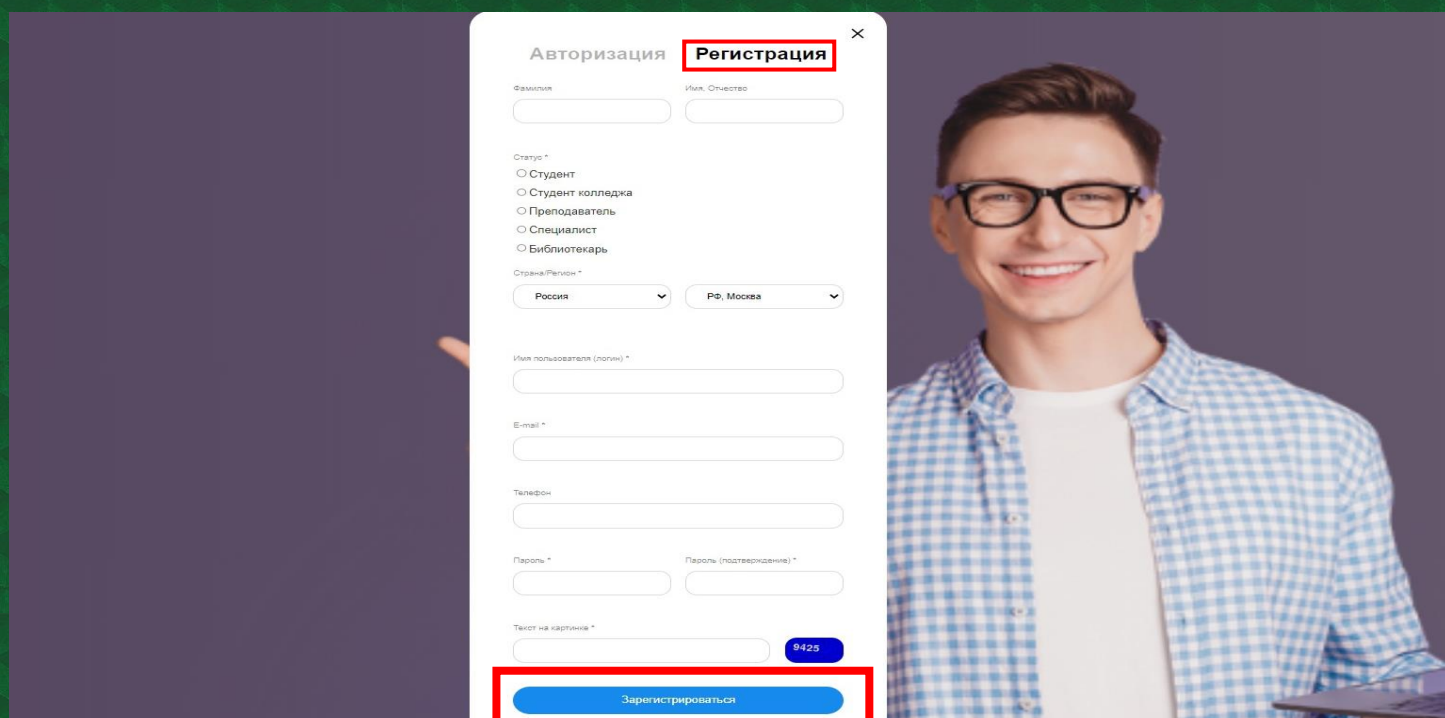 Авторизация Регистрация
Фамилия Имя, Отчество
Статус *
Студент
Студент колледжа
Преподаватель
Специалист
Библиотекарь
Страна/Регион *
Россия РФ, Москва
Имя пользователя (логин) *
E-mail *
Телефон
Пароль * Пароль (подтверждение) *
Текст на картинке *
9425
Зарегистрироваться